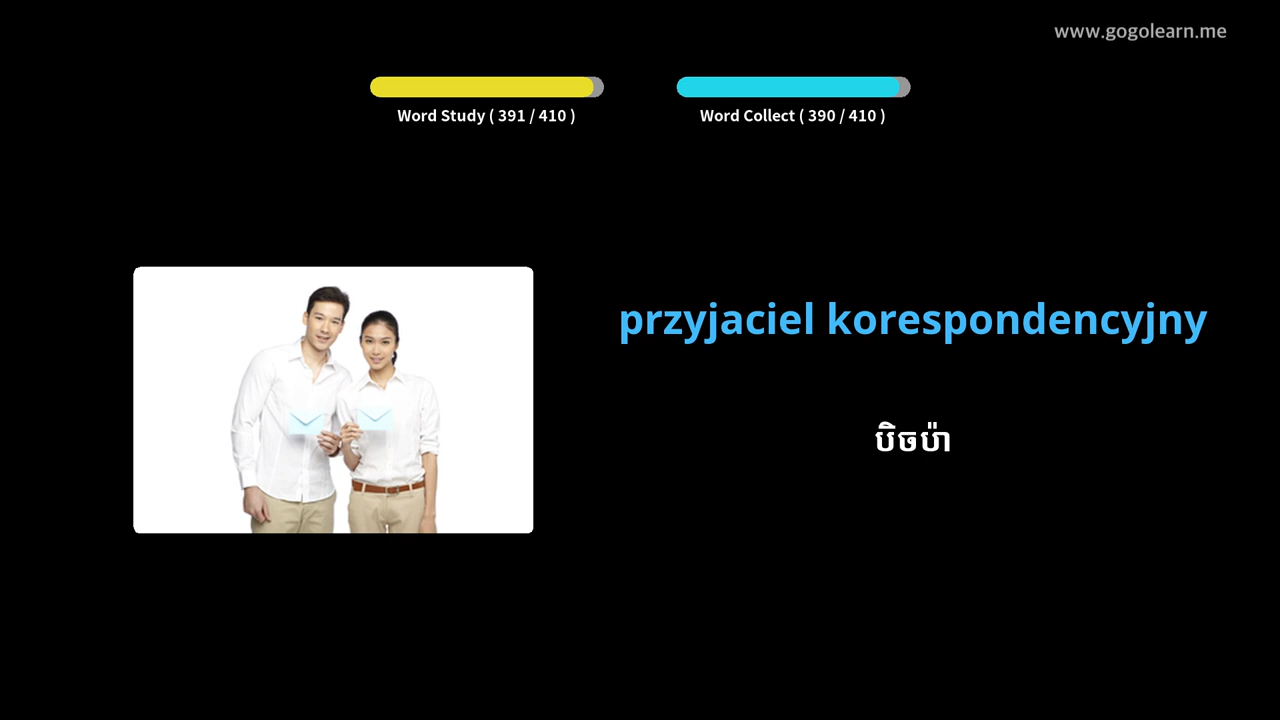 www.gogolearn.me
Word Study ( 391 / 410 )
Word Collect ( 390 / 410 )
przyjaciel korespondencyjny
ប៊ិចប៉ា